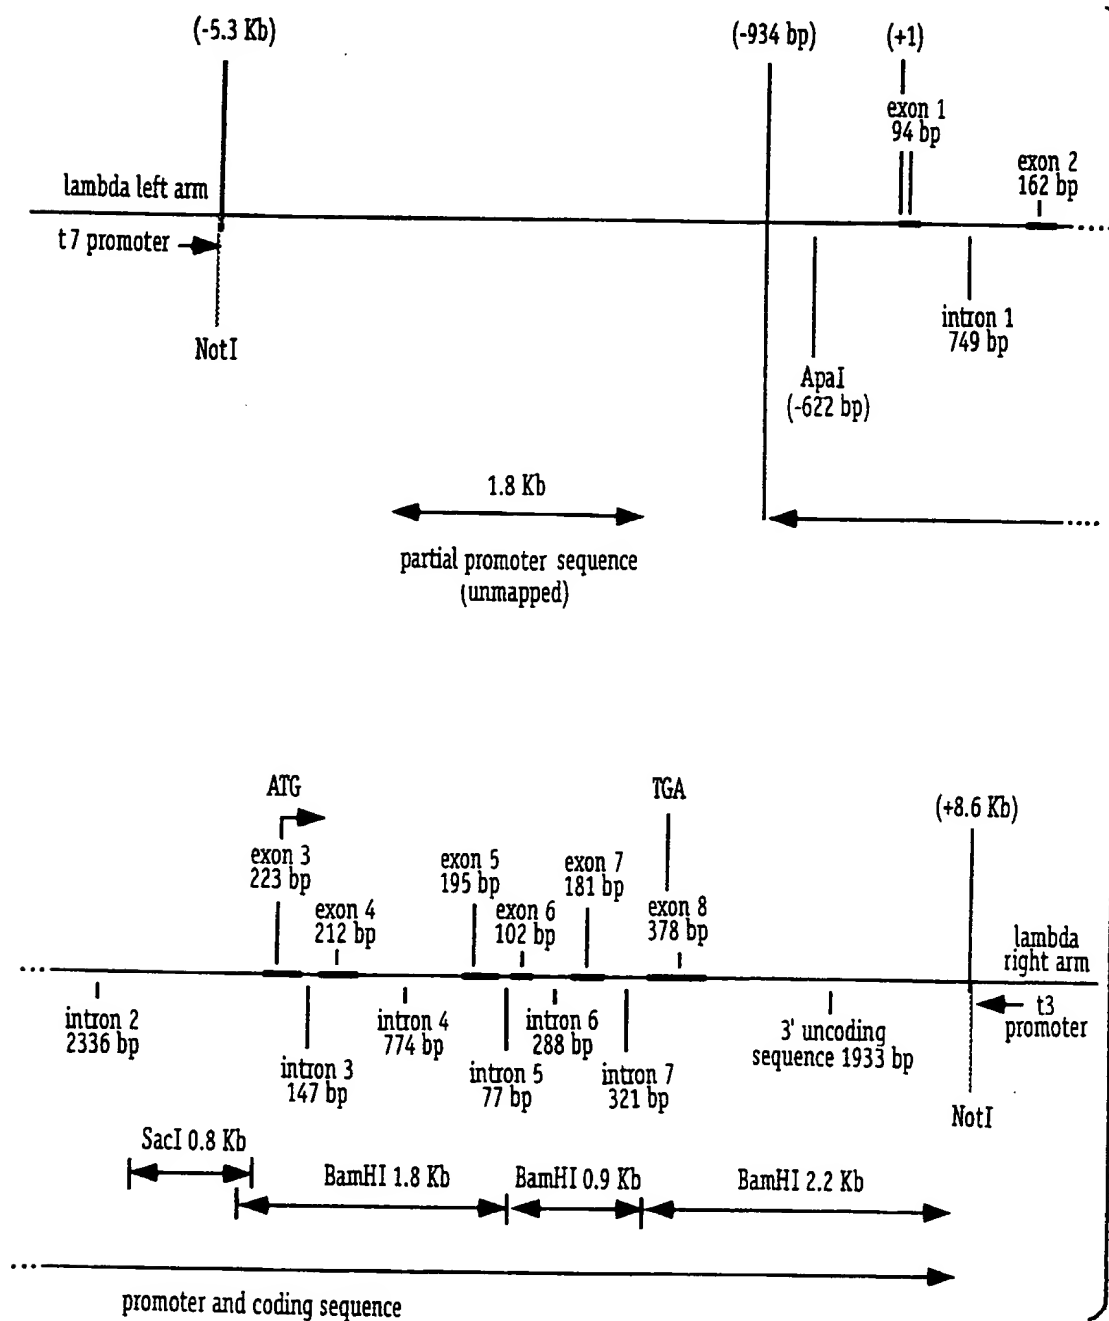 (-5.3 Kb)
(-934 bp)
(+1)
exon 1
94 bp
exon 2
162 bp
lambda left arm
t7 promoter
NotI
intron 1
749 bp
ApaI
(-622 bp)
1.8 Kb
partial promoter sequence
(unmapped)
ATG
TGA
(+8.6 Kb)
exon 3
223 bp
exon 4
212 bp
exon 5
195 bp
exon 6
102 bp
exon 7
181 bp
exon 8
378 bp
lambda
right arm
t3
promoter
intron 2
2336 bp
intron 3
147 bp
intron 4
774 bp
intron 5
77 bp
intron 6
288 bp
intron 7
321 bp
3' uncoding
sequence 1933 bp
NotI
SacI 0.8 Kb
BamHI 1.8 Kb
BamHI 0.9 Kb
BamHI 2.2 Kb
promoter and coding sequence